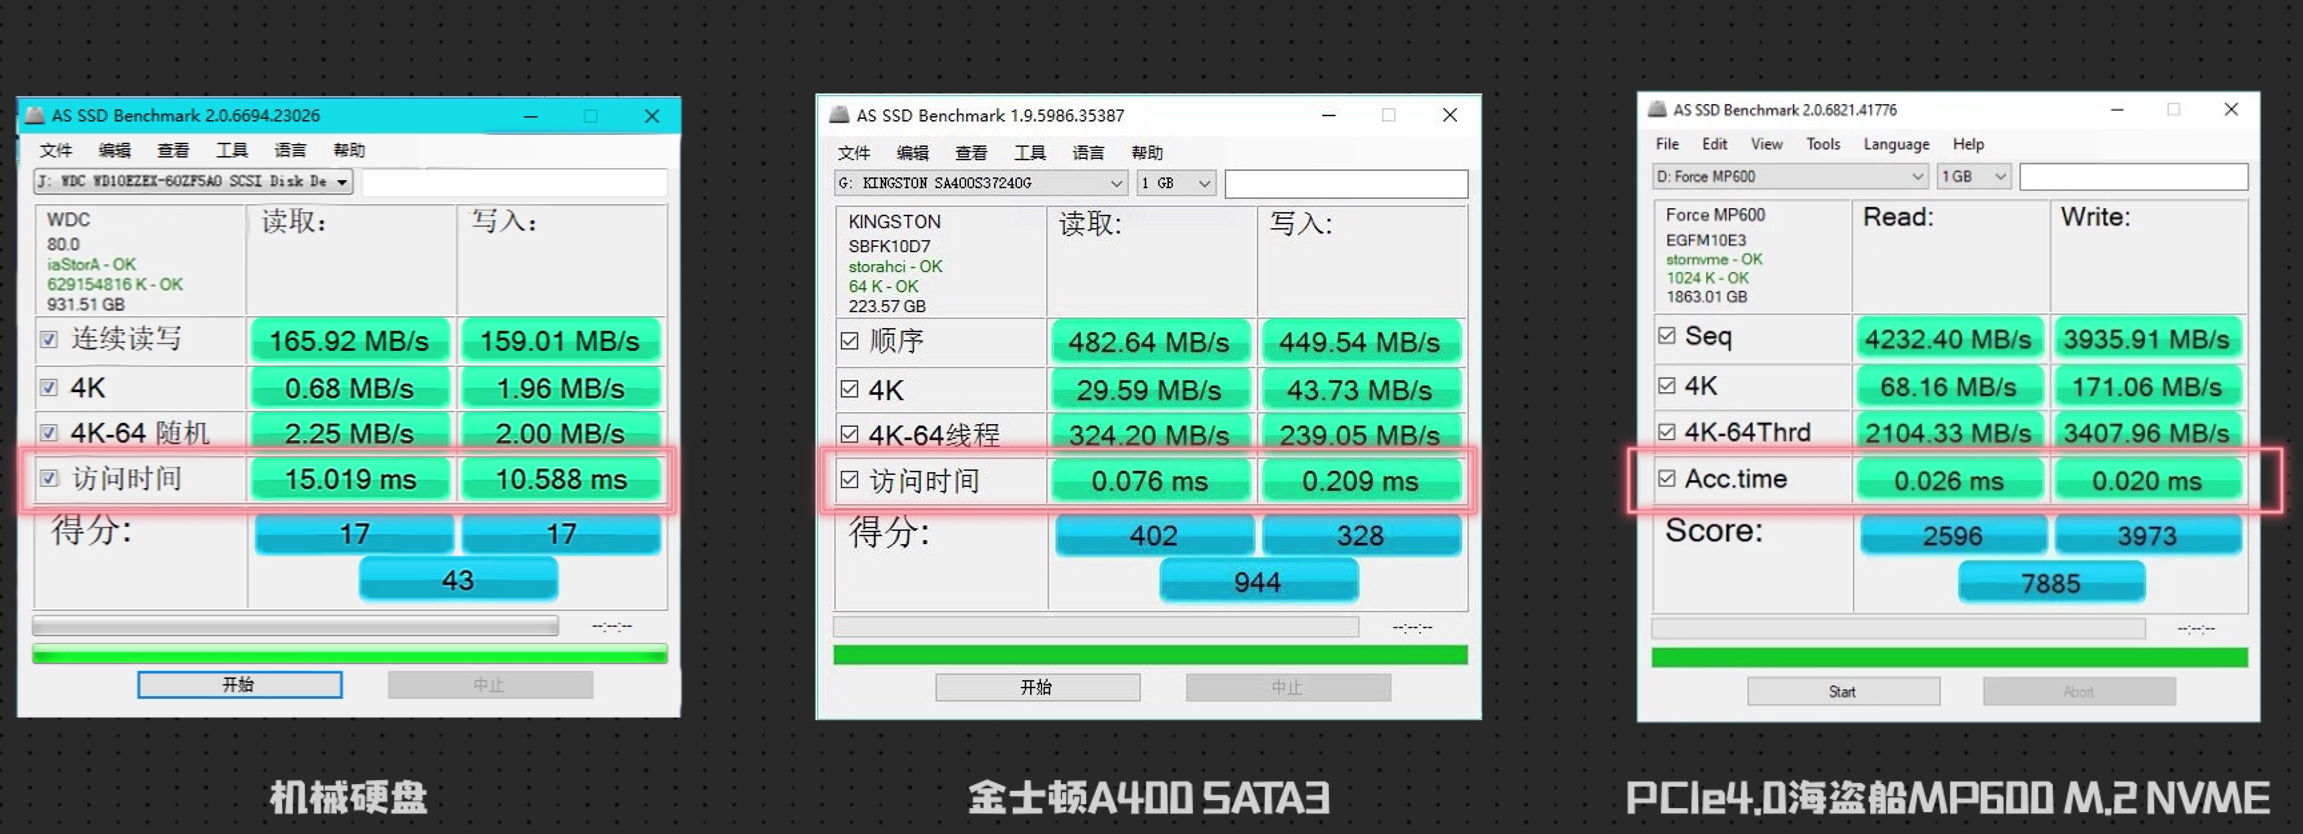 AS SSD Benchmark 2.0.6694.23026
文件 编辑 查看 工具 语言 帮助
J: WDC WD10EZEX-60ZF5A0 SCSI Disk De
WDC
80.0
iaStorA - OK
629154816 K - OK
931.51 GB
读取:
写入:
连续读写 165.92 MB/s 159.01 MB/s
4K 0.68 MB/s 1.96 MB/s
4K-64 随机 2.25 MB/s 2.00 MB/s
访问时间 15.019 ms 10.588 ms
得分: 17 17
43
--:--:--
开始 中止
机械硬盘
AS SSD Benchmark 1.9.5986.35387
文件 编辑 查看 工具 语言 帮助
G: KINGSTON SA400S37240G 1 GB
KINGSTON
SBFK10D7
storahci - OK
64 K - OK
223.57 GB
读取:
写入:
顺序 482.64 MB/s 449.54 MB/s
4K 29.59 MB/s 43.73 MB/s
4K-64线程 324.20 MB/s 239.05 MB/s
访问时间 0.076 ms 0.209 ms
得分: 402 328
944
--:--:--
开始 中止
金士顿A400 SATA3
AS SSD Benchmark 2.0.6821.41776
File Edit View Tools Language Help
D: Force MP600 1 GB
Force MP600
EGFM10E3
stornvme - OK
1024 K - OK
1863.01 GB
Read:
Write:
Seq 4232.40 MB/s 3935.91 MB/s
4K 68.16 MB/s 171.06 MB/s
4K-64Thrd 2104.33 MB/s 3407.96 MB/s
Acc.time 0.026 ms 0.020 ms
Score: 2596 3973
7885
--:--:--
Start Abort
PCIe4.0海盗船MP600 M.2 NVME